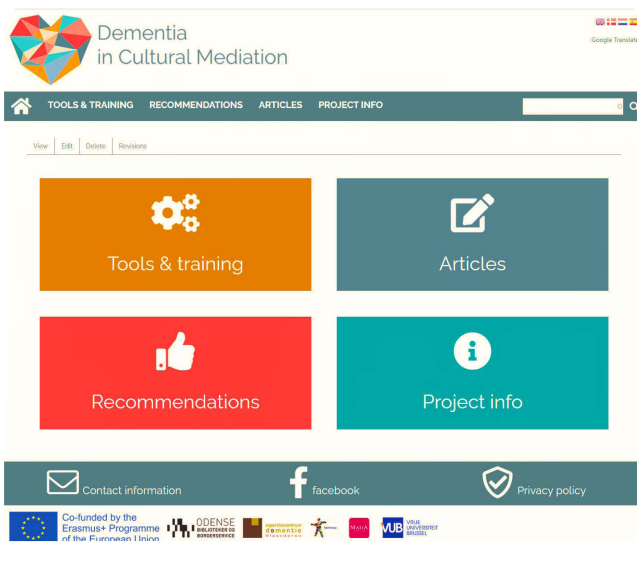 Dementia
in Cultural Mediation
Google Translate
TOOLS & TRAINING RECOMMENDATIONS ARTICLES PROJECT INFO
View Edit Delete Revisions
Tools & training
Articles
Recommendations
Project info
Contact information
facebook
Privacy policy
Co-funded by the
Erasmus+ Programme
of the European Union
ODENSE
BIBLIOTEKER OG
BORGERSERVICE
expertisecentrum
dementie
Vlaanderen
VUB
VRIJE
UNIVERSITEIT
BRUSSEL